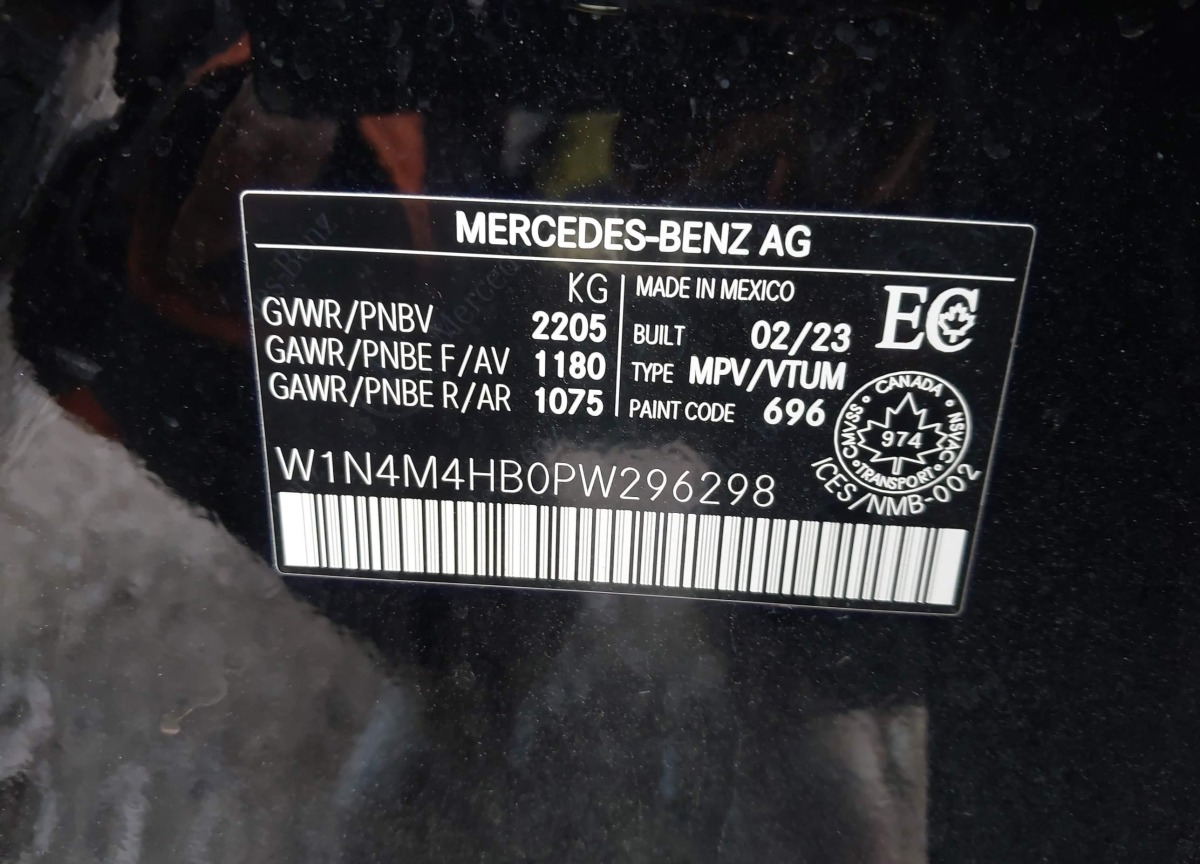 MERCEDES-BENZ AG
KG
GVWR/PNBV 2205
GAWR/PNBE F/AV 1180
GAWR/PNBE R/AR 1075
MADE IN MEXICO
BUILT 02/23
TYPE MPV/VTUM
PAINT CODE 696
EC
CANADA
CMVSS
NSVAC
974
TRANSPORT
ICES/NMB-002
W1N4M4HB0PW296298